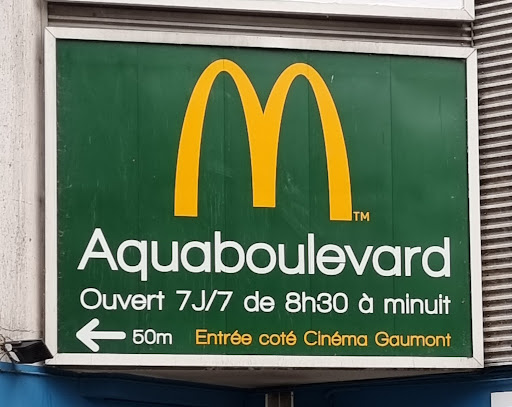 M™
Aquaboulevard
Ouvert 7J/7 de 8h30 à minuit
50m Entrée coté Cinéma Gaumont